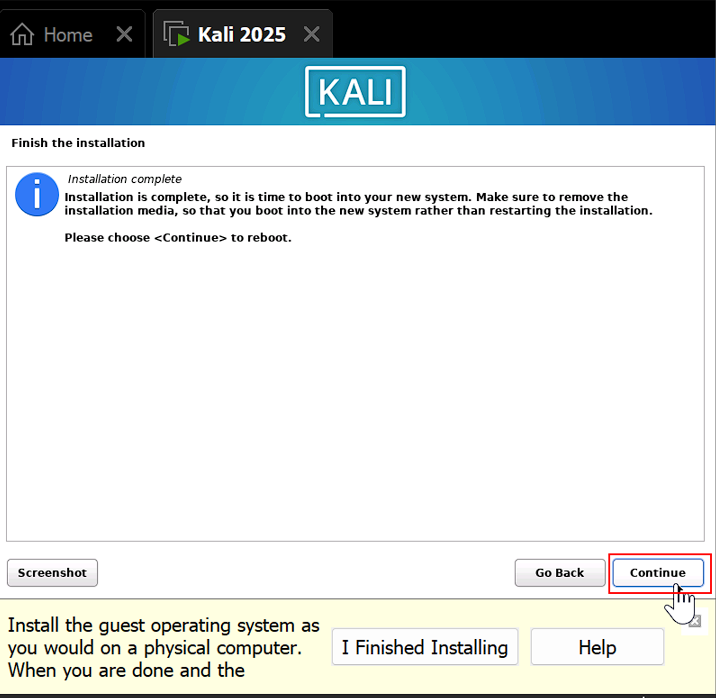 Home
Kali 2025
KALI
Finish the installation
Installation complete
Installation is complete, so it is time to boot into your new system. Make sure to remove the
installation media, so that you boot into the new system rather than restarting the installation.
Please choose <Continue> to reboot.
Screenshot
Go Back
Continue
Install the guest operating system as
you would on a physical computer.
When you are done and the
I Finished Installing
Help